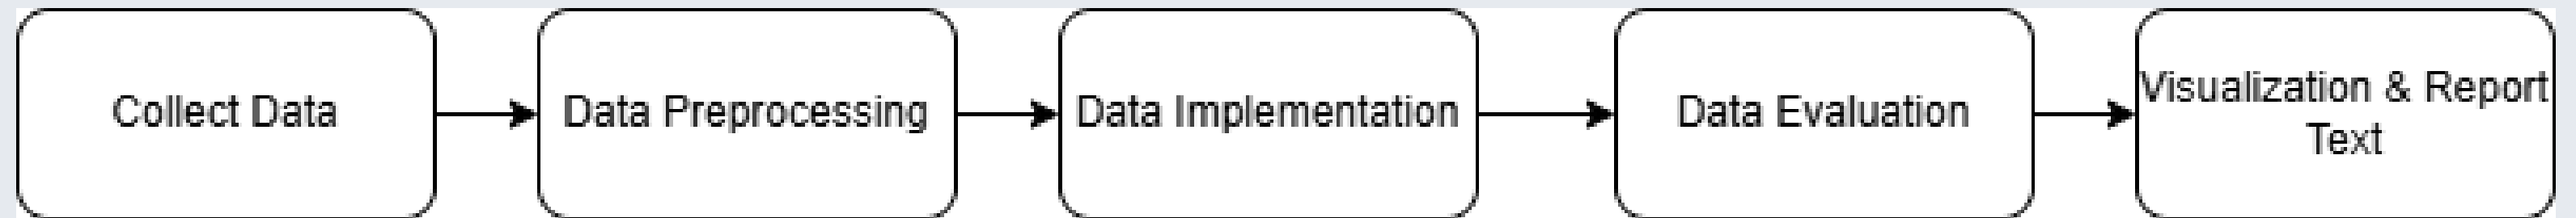 Collect Data
Data Preprocessing
Data Implementation
Data Evaluation
Visualization & Report
Text